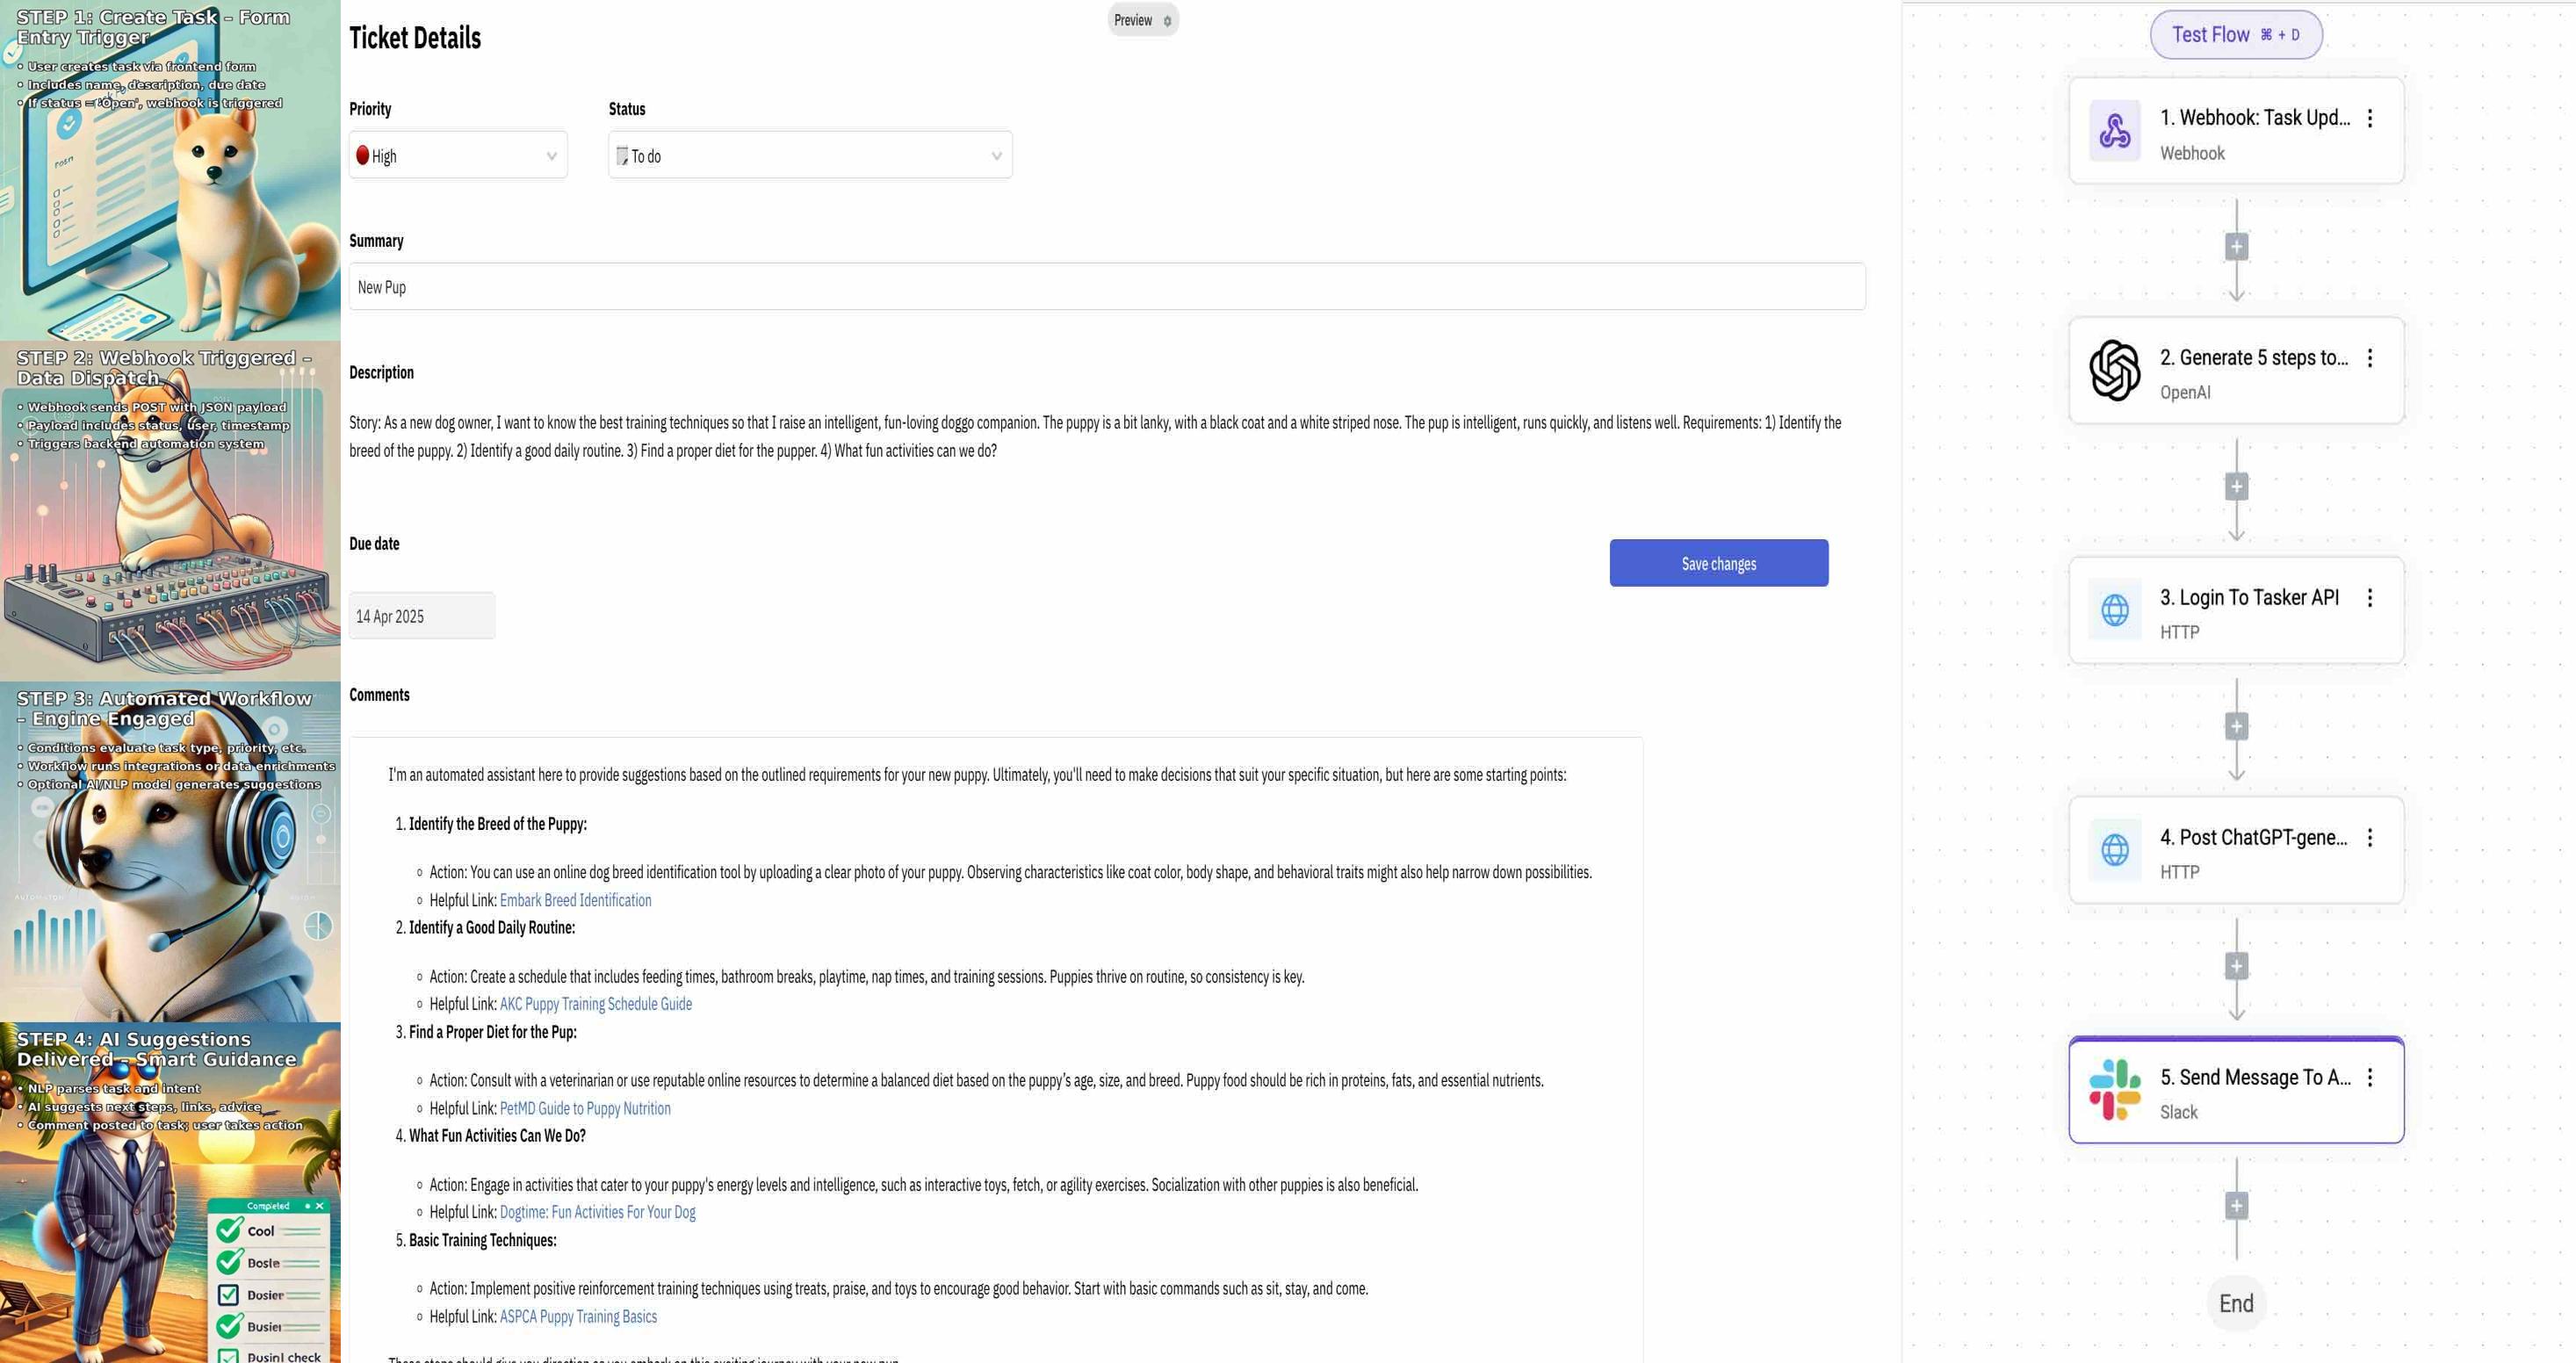 STEP 1: Create Task – Form
Entry Trigger
• User creates task via frontend form
• Includes name, description, due date
• If status = 'Open', webhook is triggered
STEP 2: Webhook Triggered –
Data Dispatch
• Webhook sends POST with JSON payload
• Payload includes status, user, timestamp
• Triggers backend automation system
STEP 3: Automated Workflow
– Engine Engaged
• Conditions evaluate task type, priority, etc.
• Workflow runs integrations or data enrichments
• Optional AI/NLP model generates suggestions
STEP 4: AI Suggestions
Delivered – Smart Guidance
• NLP parses task and intent
• AI suggests next steps, links, advice
• Comment posted to task; user takes action
Completed
Cool
Bosle
Dosier
Busier
Dusinl check
Preview
Ticket Details
Priority
Status
High
To do
Summary
New Pup
Description
Story: As a new dog owner, I want to know the best training techniques so that I raise an intelligent, fun-loving doggo companion. The puppy is a bit lanky, with a black coat and a white striped nose. The pup is intelligent, runs quickly, and listens well. Requirements: 1) Identify the
breed of the puppy. 2) Identify a good daily routine. 3) Find a proper diet for the pupper. 4) What fun activities can we do?
Due date
Save changes
14 Apr 2025
Comments
I'm an automated assistant here to provide suggestions based on the outlined requirements for your new puppy. Ultimately, you'll need to make decisions that suit your specific situation, but here are some starting points:
1. Identify the Breed of the Puppy:
◦ Action: You can use an online dog breed identification tool by uploading a clear photo of your puppy. Observing characteristics like coat color, body shape, and behavioral traits might also help narrow down possibilities.
◦ Helpful Link: Embark Breed Identification
2. Identify a Good Daily Routine:
◦ Action: Create a schedule that includes feeding times, bathroom breaks, playtime, nap times, and training sessions. Puppies thrive on routine, so consistency is key.
◦ Helpful Link: AKC Puppy Training Schedule Guide
3. Find a Proper Diet for the Pup:
◦ Action: Consult with a veterinarian or use reputable online resources to determine a balanced diet based on the puppy's age, size, and breed. Puppy food should be rich in proteins, fats, and essential nutrients.
◦ Helpful Link: PetMD Guide to Puppy Nutrition
4. What Fun Activities Can We Do?
◦ Action: Engage in activities that cater to your puppy's energy levels and intelligence, such as interactive toys, fetch, or agility exercises. Socialization with other puppies is also beneficial.
◦ Helpful Link: Dogtime: Fun Activities For Your Dog
5. Basic Training Techniques:
◦ Action: Implement positive reinforcement training techniques using treats, praise, and toys to encourage good behavior. Start with basic commands such as sit, stay, and come.
◦ Helpful Link: ASPCA Puppy Training Basics
These steps should give you direction as you embark on this exciting journey with your new pup
Test Flow ⌘ + D
1. Webhook: Task Upd...
Webhook
2. Generate 5 steps to...
OpenAI
3. Login To Tasker API
HTTP
4. Post ChatGPT-gene...
HTTP
5. Send Message To A...
Slack
End